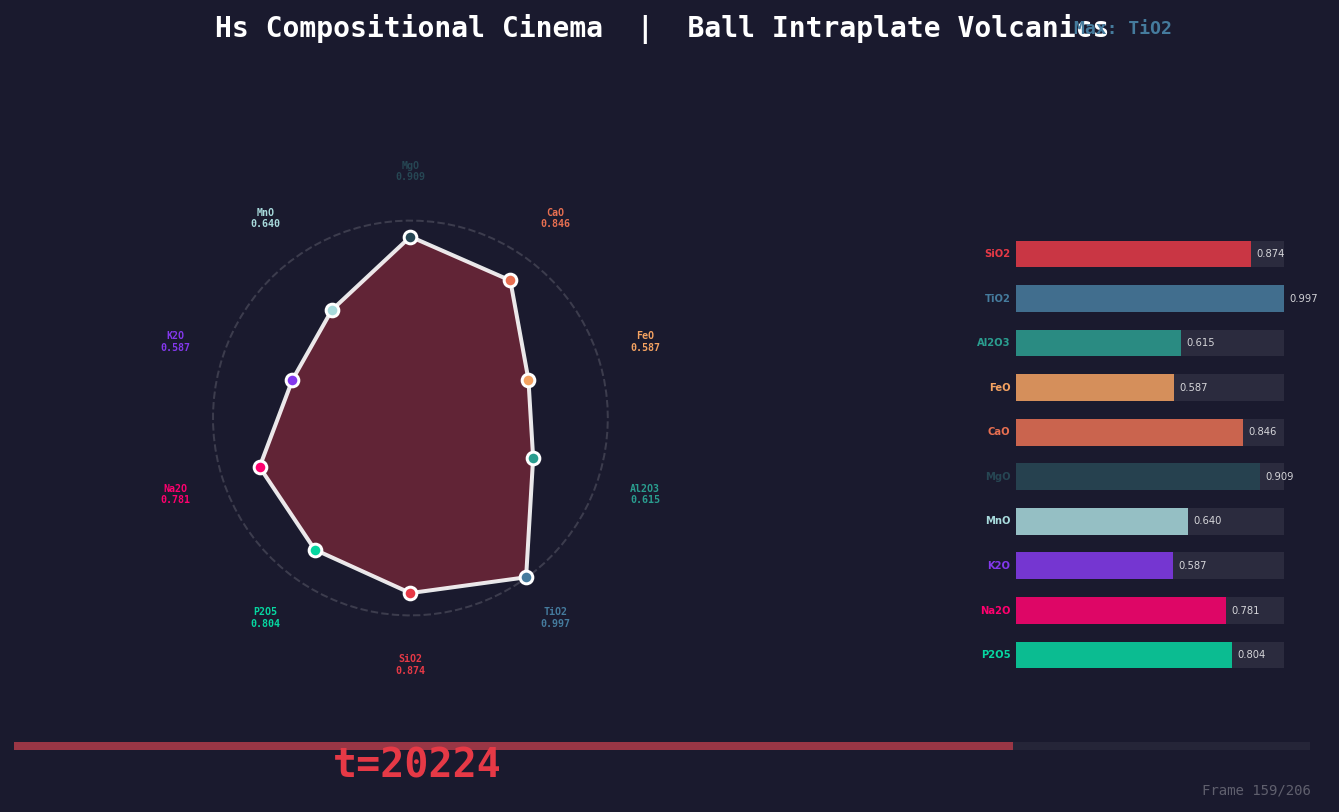 Hs Compositional Cinema  |  Ball Intraplate Volcanics
Max: TiO2
MgO
0.909
MnO
0.640
CaO
0.846
K2O
0.587
FeO
0.587
Na2O
0.781
Al2O3
0.615
P2O5
0.804
TiO2
0.997
SiO2
0.874
SiO2 0.874
TiO2 0.997
Al2O3 0.615
FeO 0.587
CaO 0.846
MgO 0.909
MnO 0.640
K2O 0.587
Na2O 0.781
P2O5 0.804
t=20224
Frame 159/206